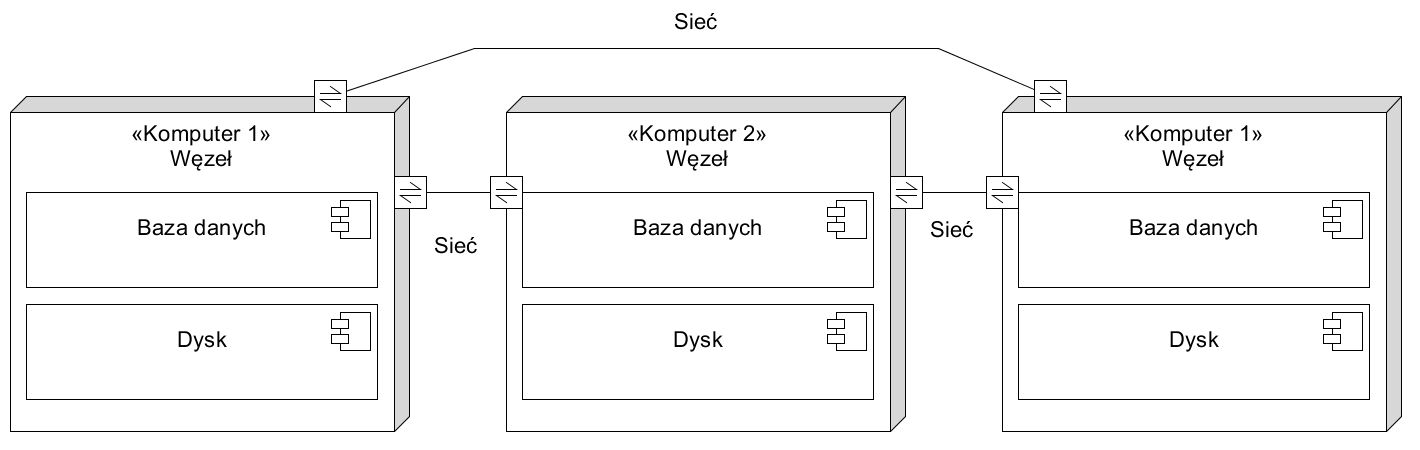 Sieć
«Komputer 1»
Węzeł
Baza danych
Dysk
Sieć
«Komputer 2»
Węzeł
Baza danych
Dysk
Sieć
«Komputer 1»
Węzeł
Baza danych
Dysk